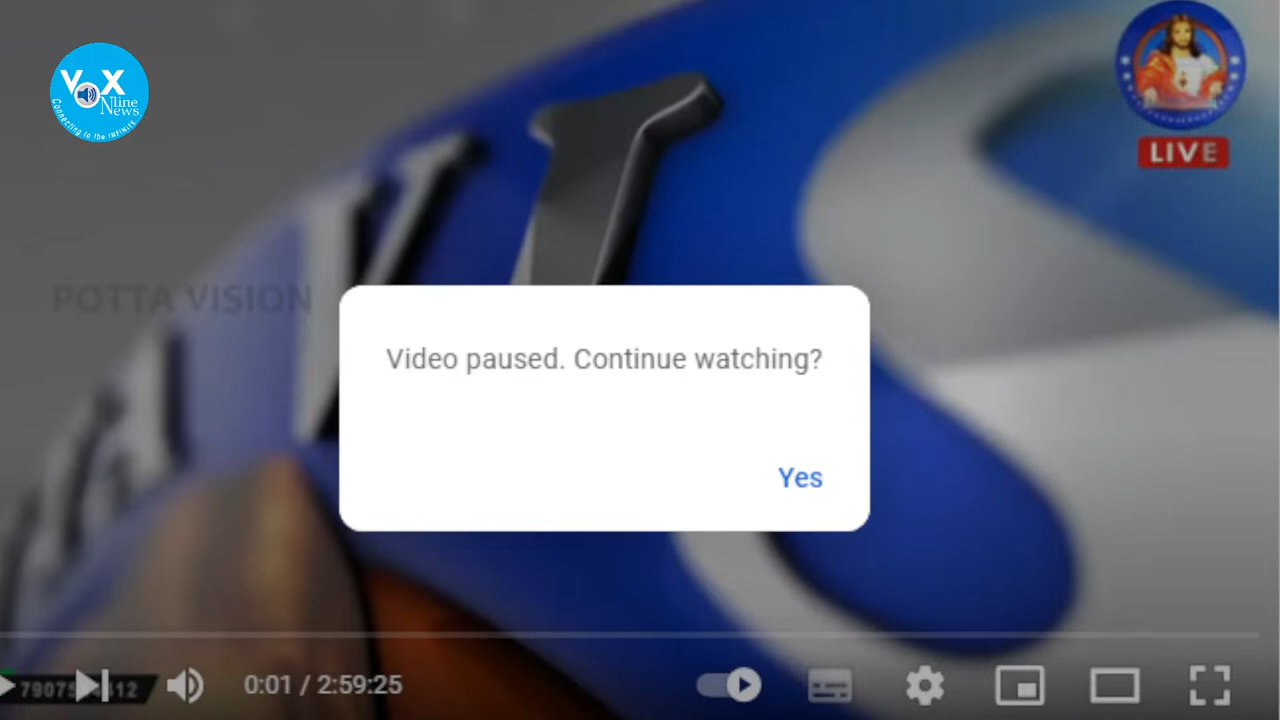 VOX
Nline
News
Connecting to the INFINITE
LIVE
POTTA VISION
Video paused. Continue watching?
Yes
0:01 / 2:59:25